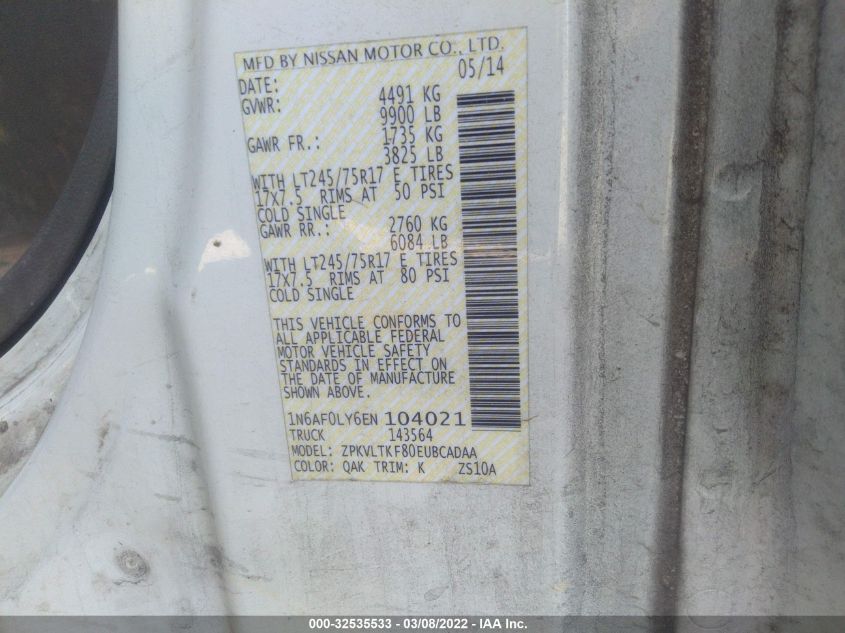 MFD BY NISSAN MOTOR CO., LTD.
DATE: 05/14
GVWR: 4491 KG
9900 LB
GAWR FR.: 1735 KG
3825 LB
WITH LT245/75R17 E TIRES
17X7.5 RIMS AT 50 PSI
COLD SINGLE
GAWR RR.: 2760 KG
6084 LB
WITH LT245/75R17 E TIRES
17X7.5 RIMS AT 80 PSI
COLD SINGLE
THIS VEHICLE CONFORMS TO
ALL APPLICABLE FEDERAL
MOTOR VEHICLE SAFETY
STANDARDS IN EFFECT ON
THE DATE OF MANUFACTURE
SHOWN ABOVE.
1N6AF0LY6EN 104021
TRUCK 143564
MODEL: ZPKVLTKF80EUBCADAA
COLOR: QAK TRIM: K ZS10A
000-32535533 - 03/08/2022 - © IAA Inc.